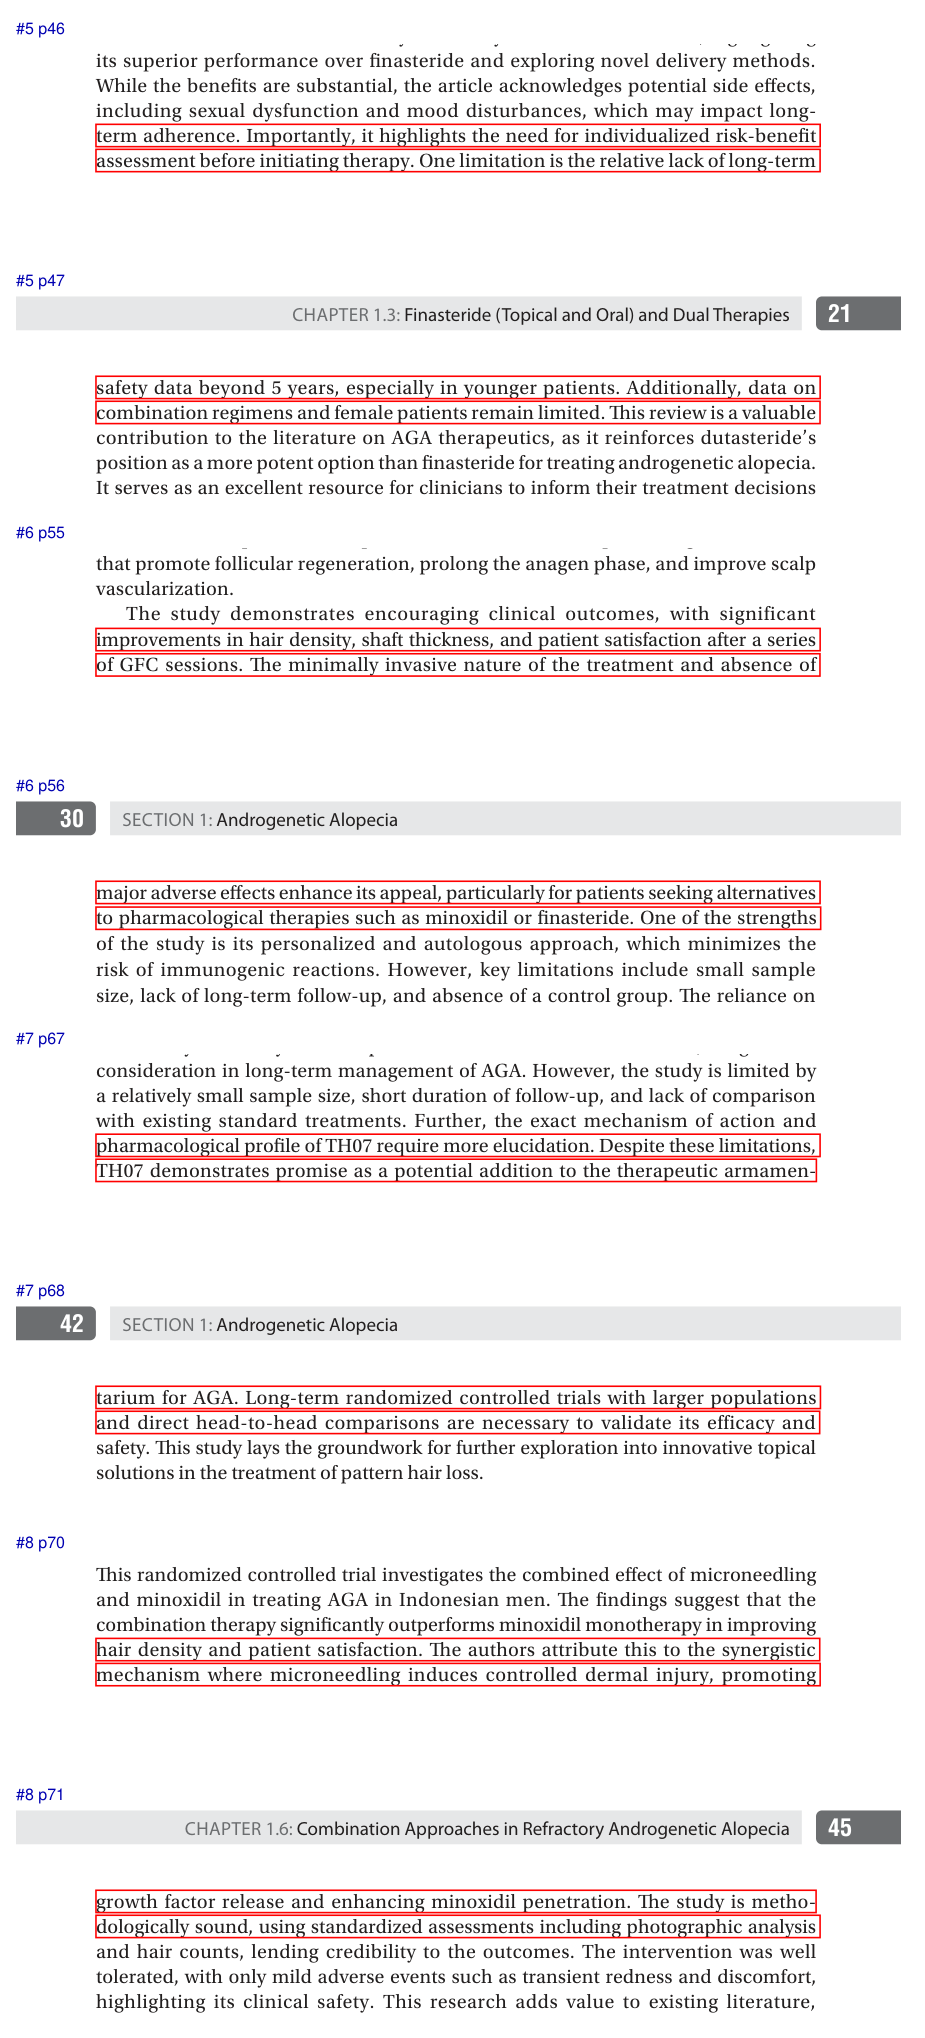 #5 p46
its superior performance over finasteride and exploring novel delivery methods.
While the benefits are substantial, the article acknowledges potential side effects,
including sexual dysfunction and mood disturbances, which may impact long-
term adherence. Importantly, it highlights the need for individualized risk-benefit
assessment before initiating therapy. One limitation is the relative lack of long-term
#5 p47
CHAPTER 1.3: Finasteride (Topical and Oral) and Dual Therapies 21
safety data beyond 5 years, especially in younger patients. Additionally, data on
combination regimens and female patients remain limited. This review is a valuable
contribution to the literature on AGA therapeutics, as it reinforces dutasteride's
position as a more potent option than finasteride for treating androgenetic alopecia.
It serves as an excellent resource for clinicians to inform their treatment decisions
#6 p55
that promote follicular regeneration, prolong the anagen phase, and improve scalp
vascularization.
The study demonstrates encouraging clinical outcomes, with significant
improvements in hair density, shaft thickness, and patient satisfaction after a series
of GFC sessions. The minimally invasive nature of the treatment and absence of
#6 p56
30 SECTION 1: Androgenetic Alopecia
major adverse effects enhance its appeal, particularly for patients seeking alternatives
to pharmacological therapies such as minoxidil or finasteride. One of the strengths
of the study is its personalized and autologous approach, which minimizes the
risk of immunogenic reactions. However, key limitations include small sample
size, lack of long-term follow-up, and absence of a control group. The reliance on
#7 p67
consideration in long-term management of AGA. However, the study is limited by
a relatively small sample size, short duration of follow-up, and lack of comparison
with existing standard treatments. Further, the exact mechanism of action and
pharmacological profile of TH07 require more elucidation. Despite these limitations,
TH07 demonstrates promise as a potential addition to the therapeutic armamen-
#7 p68
42 SECTION 1: Androgenetic Alopecia
tarium for AGA. Long-term randomized controlled trials with larger populations
and direct head-to-head comparisons are necessary to validate its efficacy and
safety. This study lays the groundwork for further exploration into innovative topical
solutions in the treatment of pattern hair loss.
#8 p70
This randomized controlled trial investigates the combined effect of microneedling
and minoxidil in treating AGA in Indonesian men. The findings suggest that the
combination therapy significantly outperforms minoxidil monotherapy in improving
hair density and patient satisfaction. The authors attribute this to the synergistic
mechanism where microneedling induces controlled dermal injury, promoting
#8 p71
CHAPTER 1.6: Combination Approaches in Refractory Androgenetic Alopecia 45
growth factor release and enhancing minoxidil penetration. The study is metho-
dologically sound, using standardized assessments including photographic analysis
and hair counts, lending credibility to the outcomes. The intervention was well
tolerated, with only mild adverse events such as transient redness and discomfort,
highlighting its clinical safety. This research adds value to existing literature,